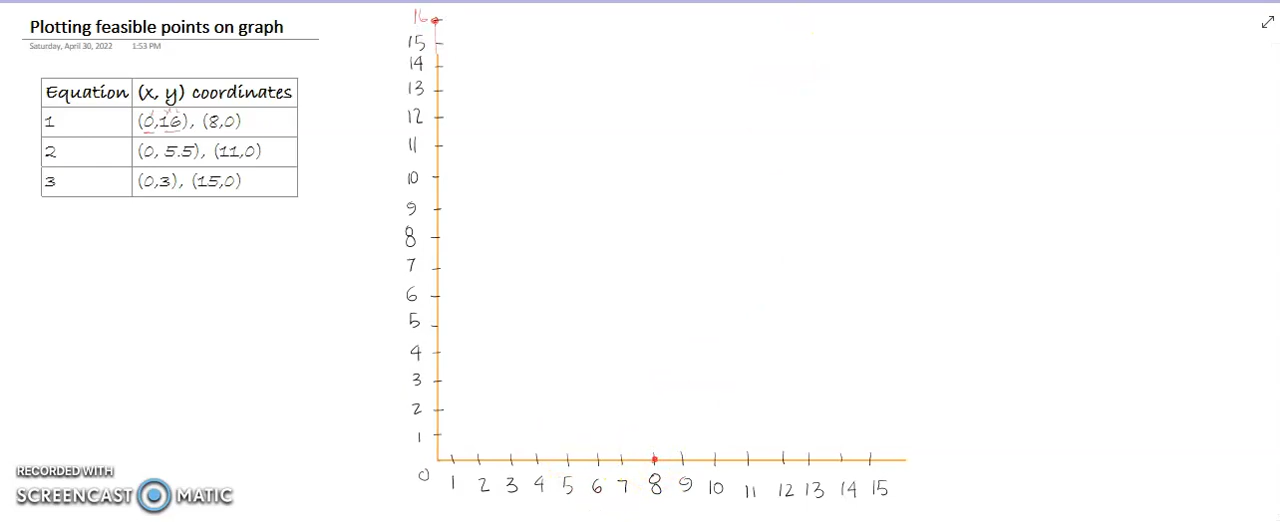 Plotting feasible points on graph
Saturday, April 30, 2022 1:53 PM
Equation (x, y) coordinates
1 (0,16), (8,0)
2 (0, 5.5), (11,0)
3 (0,3), (15,0)
16
15
14
13
12
11
10
9
8
7
6
5
4
3
2
1
0 1 2 3 4 5 6 7 8 9 10 11 12 13 14 15
RECORDED WITH
SCREENCAST MATIC